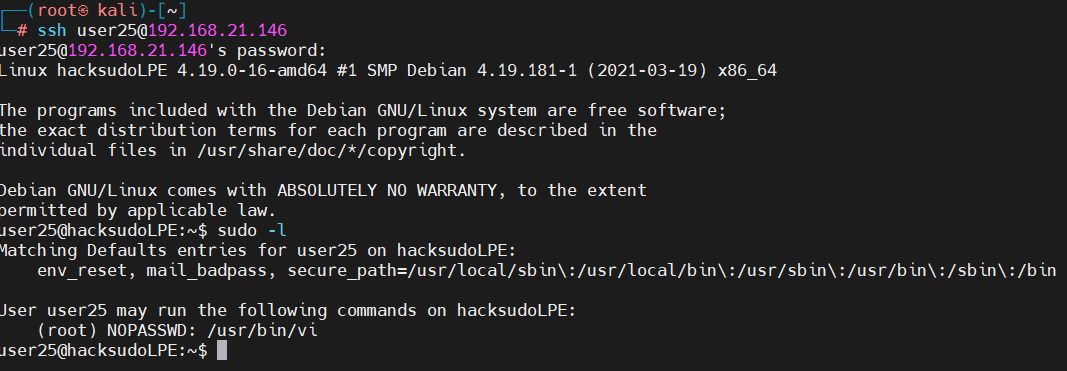 ┌──(root㉿ kali)-[~]
└─# ssh user25@192.168.21.146
user25@192.168.21.146's password:
Linux hacksudoLPE 4.19.0-16-amd64 #1 SMP Debian 4.19.181-1 (2021-03-19) x86_64

The programs included with the Debian GNU/Linux system are free software;
the exact distribution terms for each program are described in the
individual files in /usr/share/doc/*/copyright.

Debian GNU/Linux comes with ABSOLUTELY NO WARRANTY, to the extent
permitted by applicable law.
user25@hacksudoLPE:~$ sudo -l
Matching Defaults entries for user25 on hacksudoLPE:
    env_reset, mail_badpass, secure_path=/usr/local/sbin\:/usr/local/bin\:/usr/sbin\:/usr/bin\:/sbin\:/bin

User user25 may run the following commands on hacksudoLPE:
    (root) NOPASSWD: /usr/bin/vi
user25@hacksudoLPE:~$